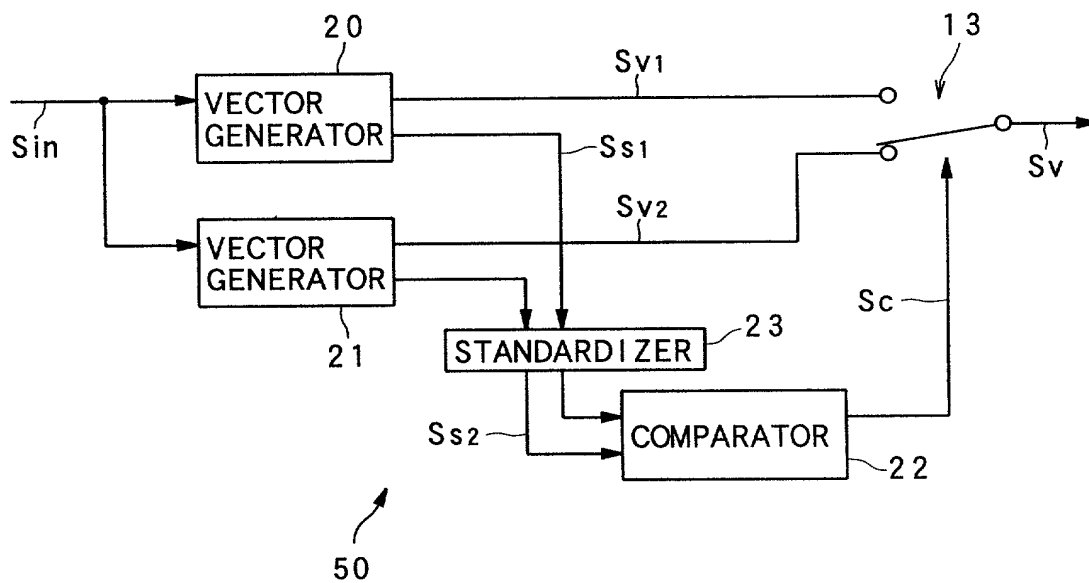 20
13
Sv1
VECTOR
GENERATOR
Sin
Ss1
Sv
Sv2
VECTOR
GENERATOR
Sc
21
23
STANDARDIZER
Ss2
COMPARATOR
22
50